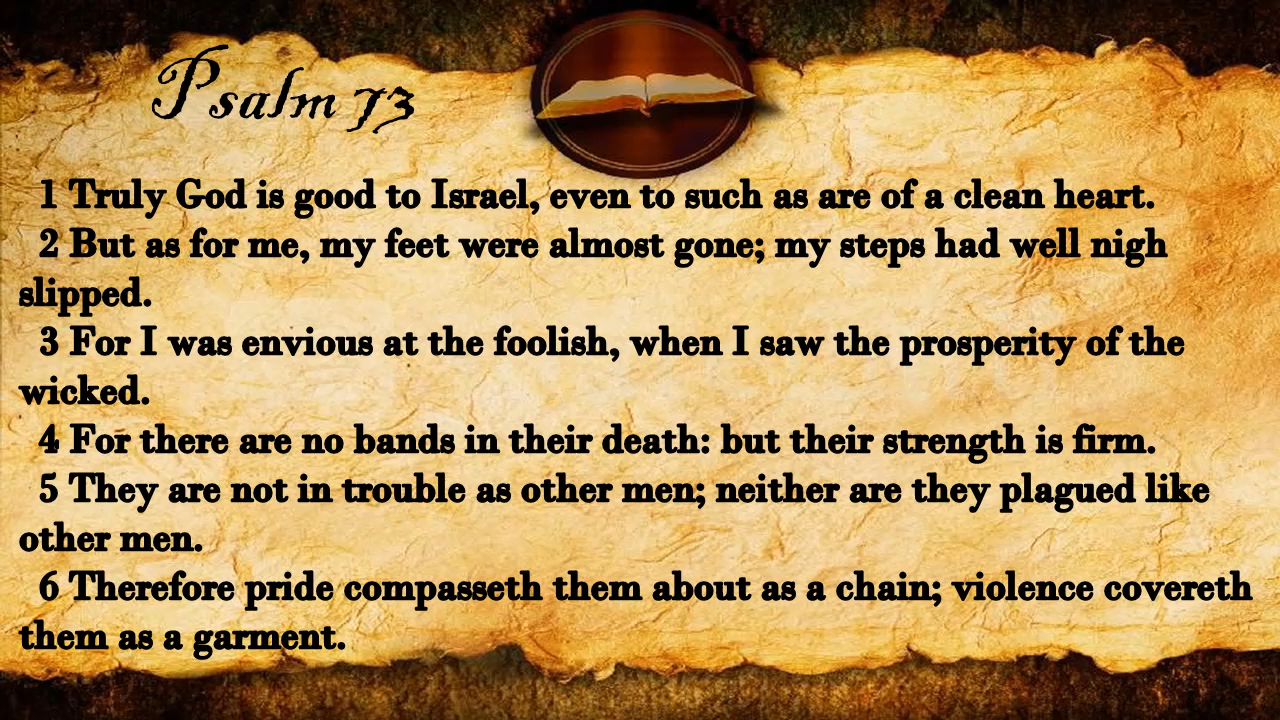 Psalm 73
1 Truly God is good to Israel, even to such as are of a clean heart.
2 But as for me, my feet were almost gone; my steps had well nigh
slipped.
3 For I was envious at the foolish, when I saw the prosperity of the
wicked.
4 For there are no bands in their death: but their strength is firm.
5 They are not in trouble as other men; neither are they plagued like
other men.
6 Therefore pride compasseth them about as a chain; violence covereth
them as a garment.